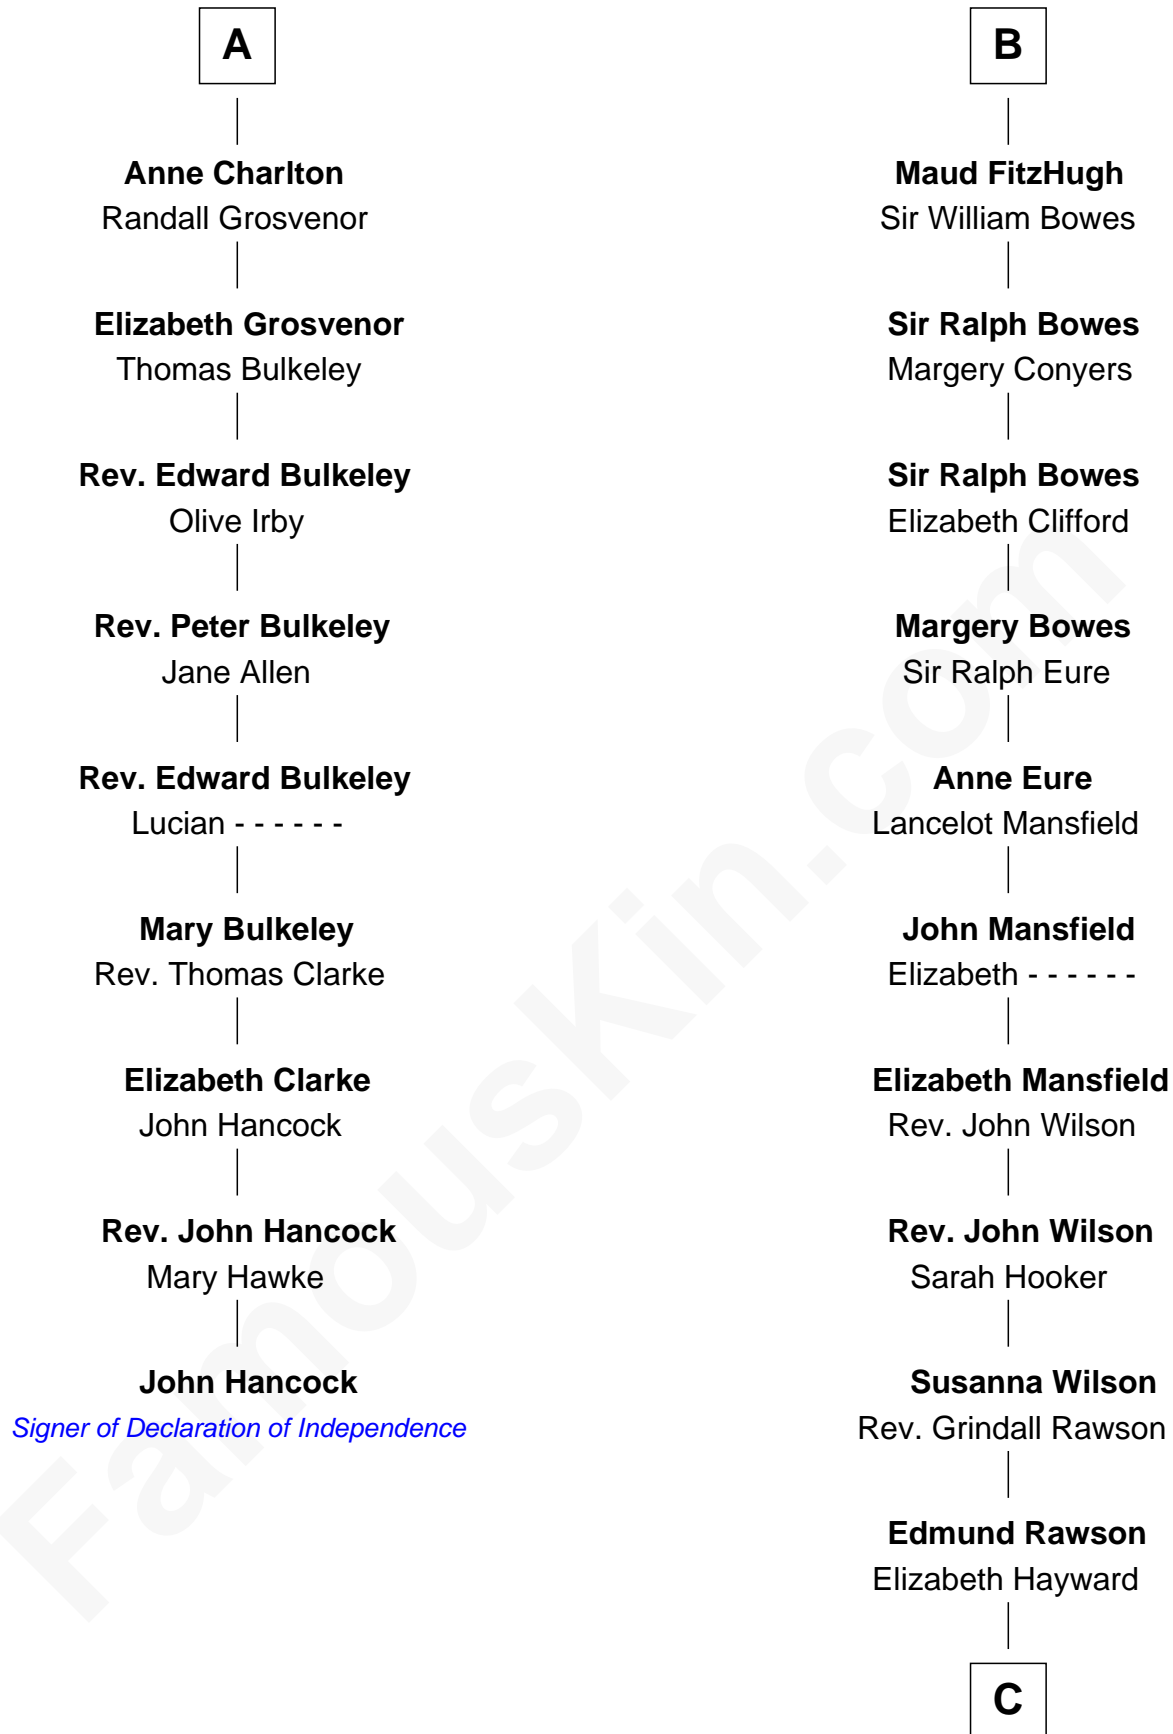 A
Anne Charlton
Randall Grosvenor
Elizabeth Grosvenor
Thomas Bulkeley
Rev. Edward Bulkeley
Olive Irby
Rev. Peter Bulkeley
Jane Allen
Rev. Edward Bulkeley
Lucian - - - - - -
Mary Bulkeley
Rev. Thomas Clarke
Elizabeth Clarke
John Hancock
Rev. John Hancock
Mary Hawke
John Hancock
Signer of Declaration of Independence
B
Maud FitzHugh
Sir William Bowes
Sir Ralph Bowes
Margery Conyers
Sir Ralph Bowes
Elizabeth Clifford
Margery Bowes
Sir Ralph Eure
Anne Eure
Lancelot Mansfield
John Mansfield
Elizabeth - - - - - -
Elizabeth Mansfield
Rev. John Wilson
Rev. John Wilson
Sarah Hooker
Susanna Wilson
Rev. Grindall Rawson
Edmund Rawson
Elizabeth Hayward
C
FamousKin.com